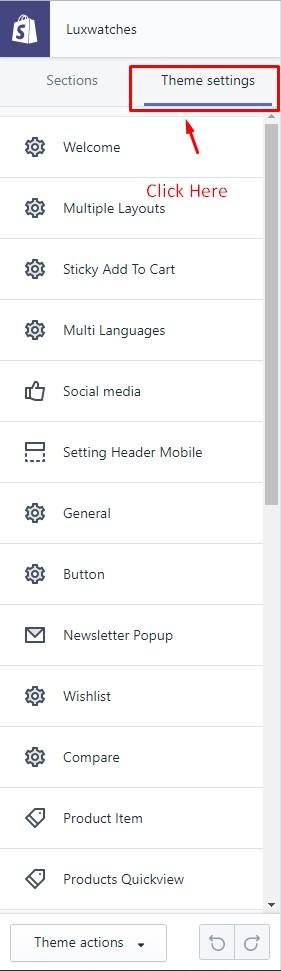 Luxwatches
Sections
Theme settings
Welcome
Click Here
Multiple Layouts
Sticky Add To Cart
Multi Languages
Social media
Setting Header Mobile
General
Button
Newsletter Popup
Wishlist
Compare
Product Item
Products Quickview
Theme actions